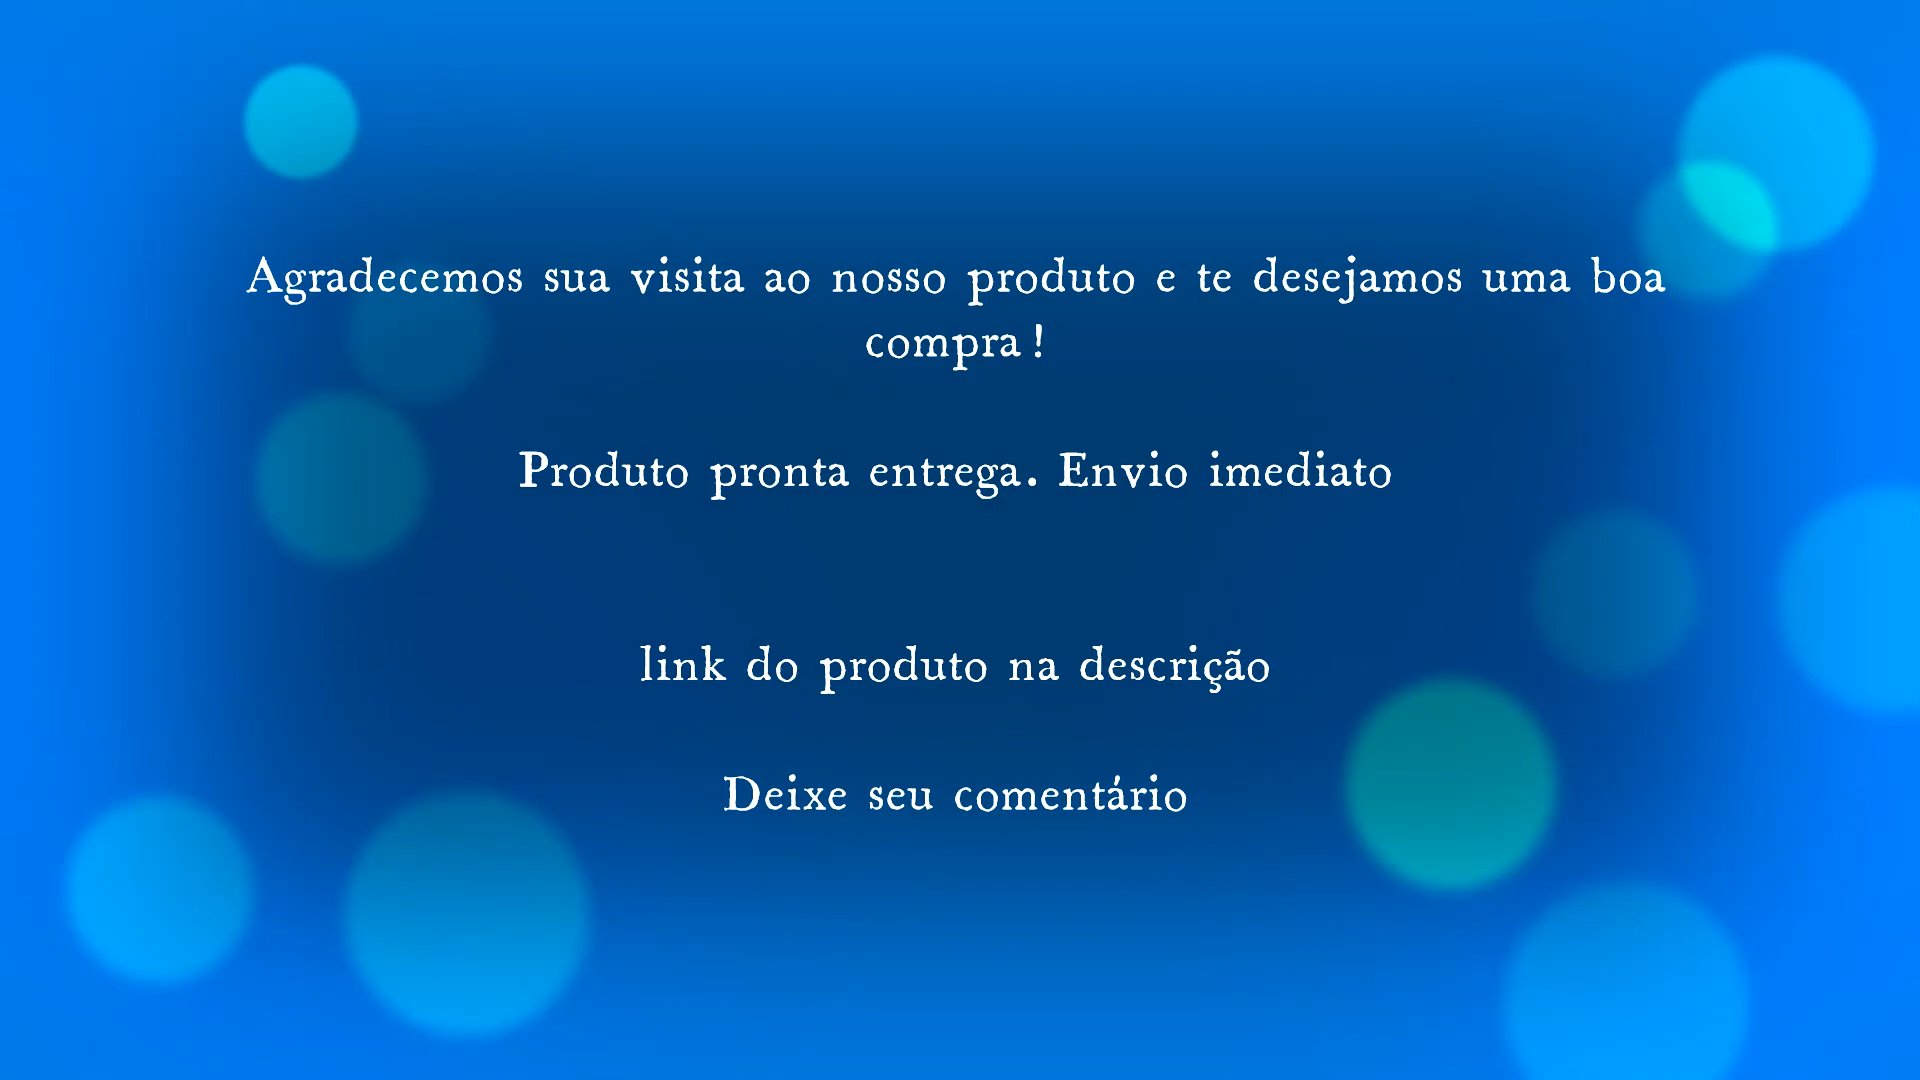 Agradecemos sua visita ao nosso produto e te desejamos uma boa
compra !
Produto pronta entrega. Envio imediato
link do produto na descrição
Deixe seu comentário